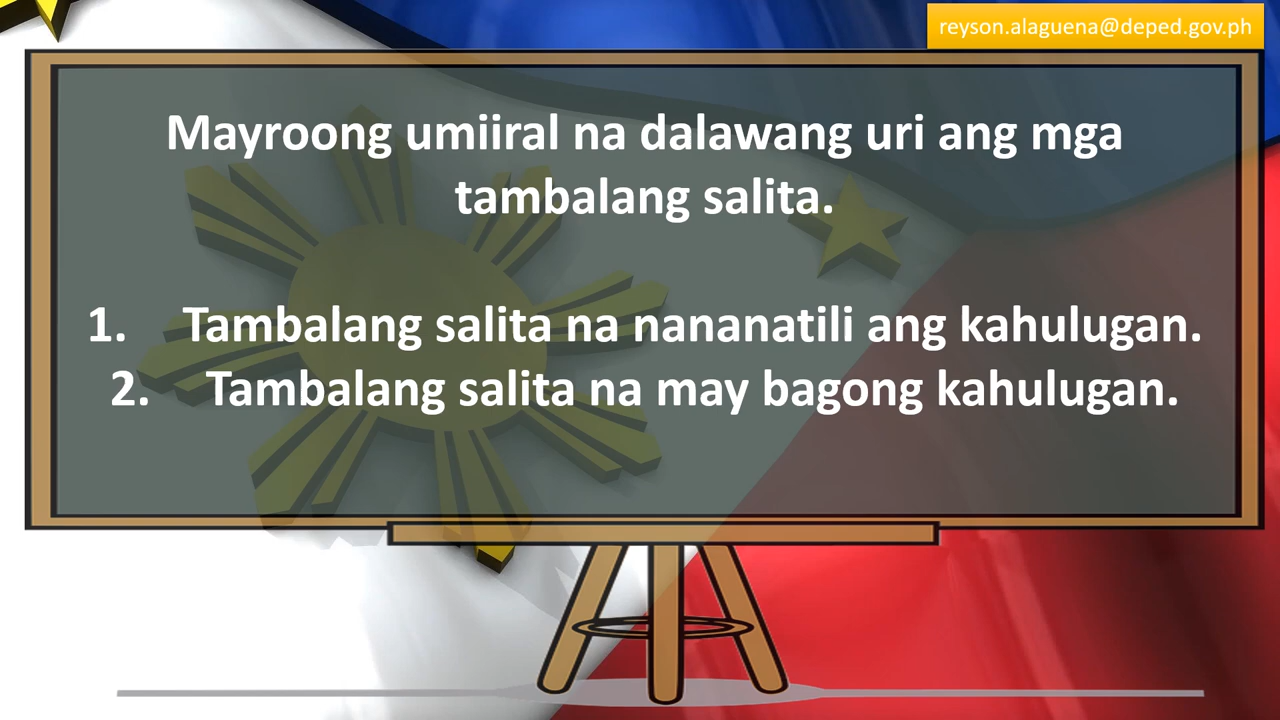 reyson.alaguena@deped.gov.ph
Mayroong umiiral na dalawang uri ang mga
tambalang salita.
1. Tambalang salita na nananatili ang kahulugan.
2. Tambalang salita na may bagong kahulugan.